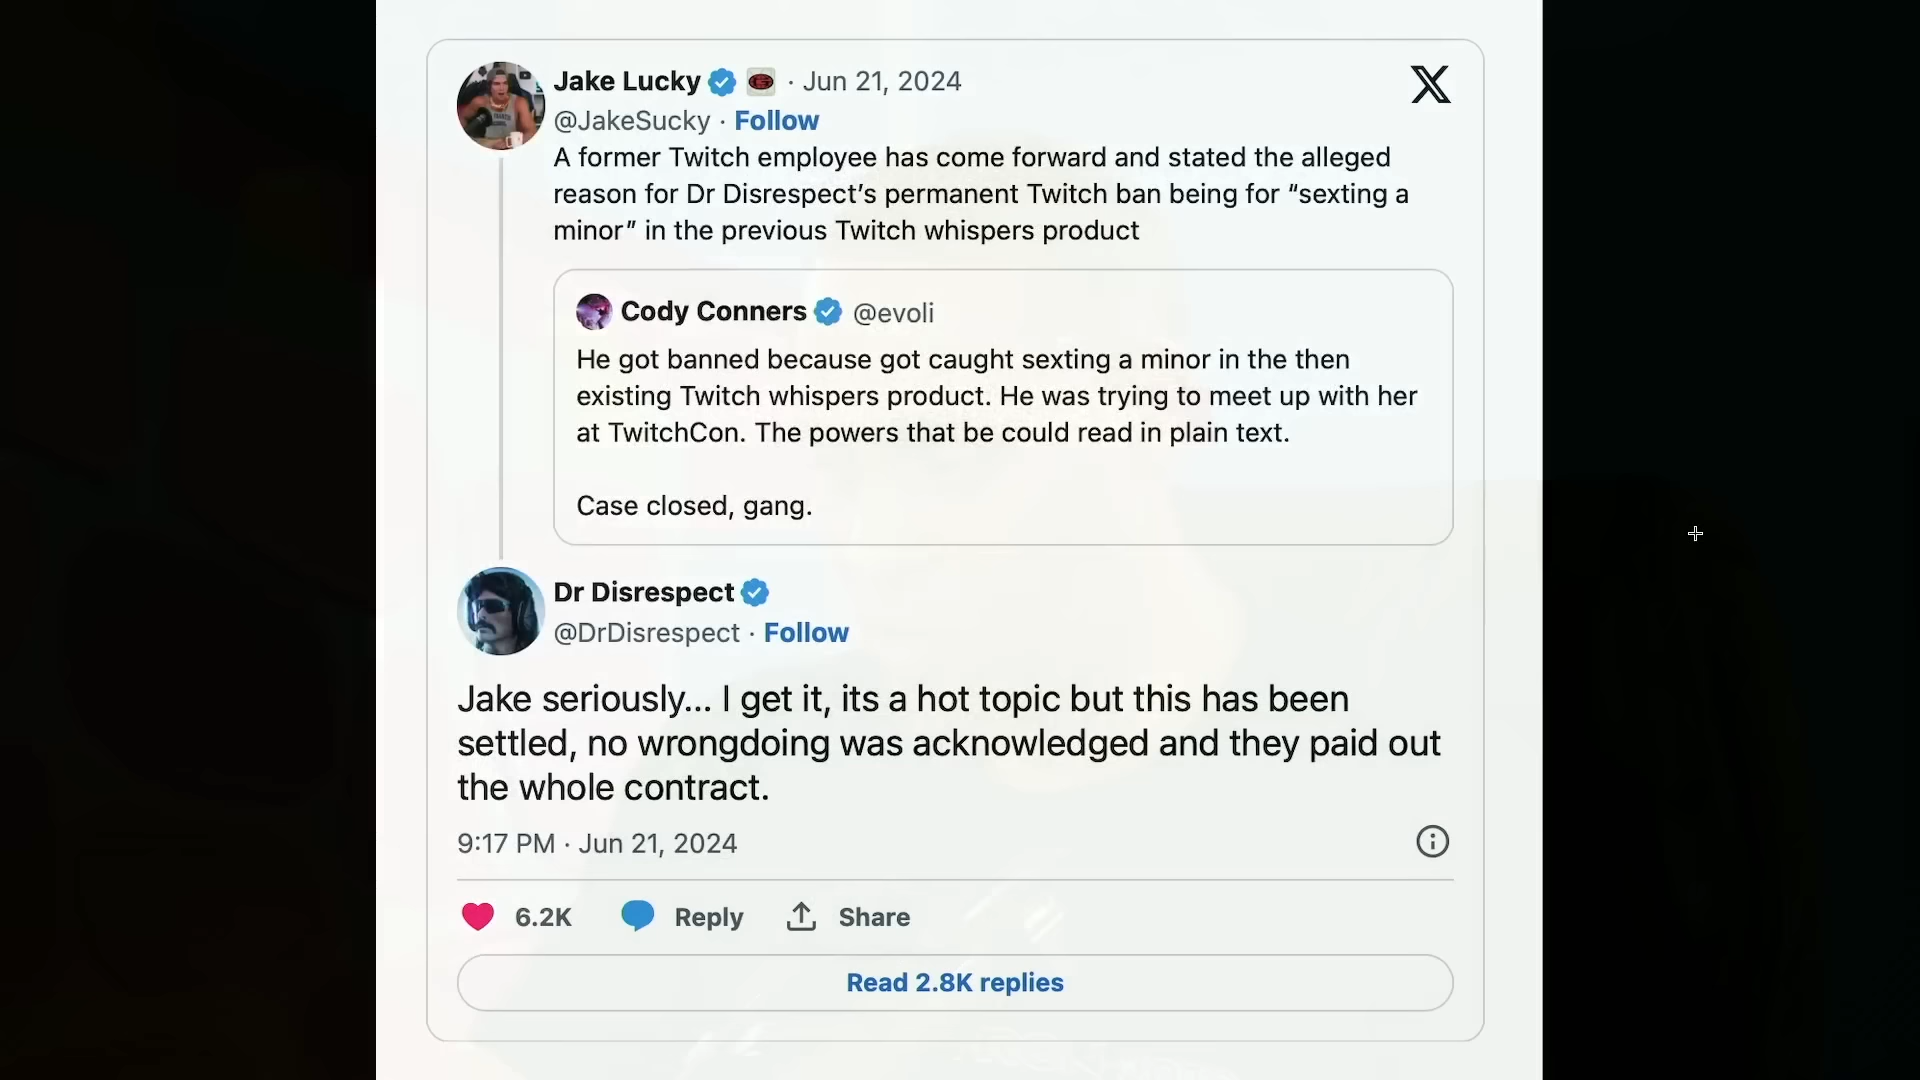 Jake Lucky · Jun 21, 2024
@JakeSucky · Follow
A former Twitch employee has come forward and stated the alleged
reason for Dr Disrespect’s permanent Twitch ban being for “sexting a
minor” in the previous Twitch whispers product
Cody Conners @evoli
He got banned because got caught sexting a minor in the then
existing Twitch whispers product. He was trying to meet up with her
at TwitchCon. The powers that be could read in plain text.
Case closed, gang.
Dr Disrespect
@DrDisrespect · Follow
Jake seriously... I get it, its a hot topic but this has been
settled, no wrongdoing was acknowledged and they paid out
the whole contract.
9:17 PM · Jun 21, 2024
6.2K Reply Share
Read 2.8K replies